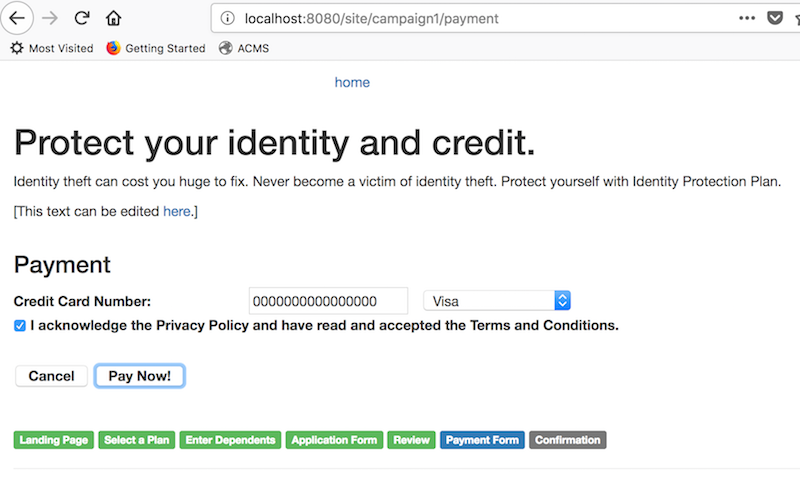 localhost:8080/site/campaign1/payment
Most Visited Getting Started ACMS
home
Protect your identity and credit.
Identity theft can cost you huge to fix. Never become a victim of identity theft. Protect yourself with Identity Protection Plan.
[This text can be edited here.]
Payment
Credit Card Number: 0000000000000000 Visa
I acknowledge the Privacy Policy and have read and accepted the Terms and Conditions.
Cancel Pay Now!
Landing Page Select a Plan Enter Dependents Application Form Review Payment Form Confirmation